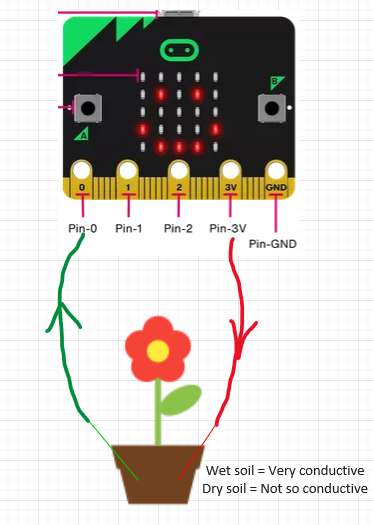 B
A
0 1 2 3V GND
Pin-0 Pin-1 Pin-2 Pin-3V
Pin-GND
Wet soil = Very conductive
Dry soil = Not so conductive